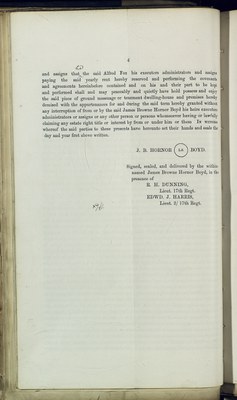 4
and assigns that the said Alfred Fox his executors administrators and assigns
paying the said yearly rent hereby reserved and performing the covenants
and agreements hereinbefore contained and on his and their part to be kept
and performed shall and may peaceably and quietly have hold possess and enjoy
the said piece of ground messuage or tenement dwelling-house and premises hereby
demised with the appurtenances for and during the said term hereby granted without
any interruption of from or by the said James Browne Hornor Boyd his heirs executors
administrators or assigns or any other person or persons whomsoever having or lawfully
claiming any estate right title or interest by from or under him or them In witness
whereof the said parties to these presents have hereunto set their hands and seals the
day and year first above written.
J. B. HORNOR L.S. BOYD.
Signed, sealed, and delivered by the within
named James Browne Hornor Boyd, in the
presence of
R. H. DUNNING,
Lieut. 17th Regt.
EDWD. J. HARRIS,
Lieut. 2/ 17th Regt.